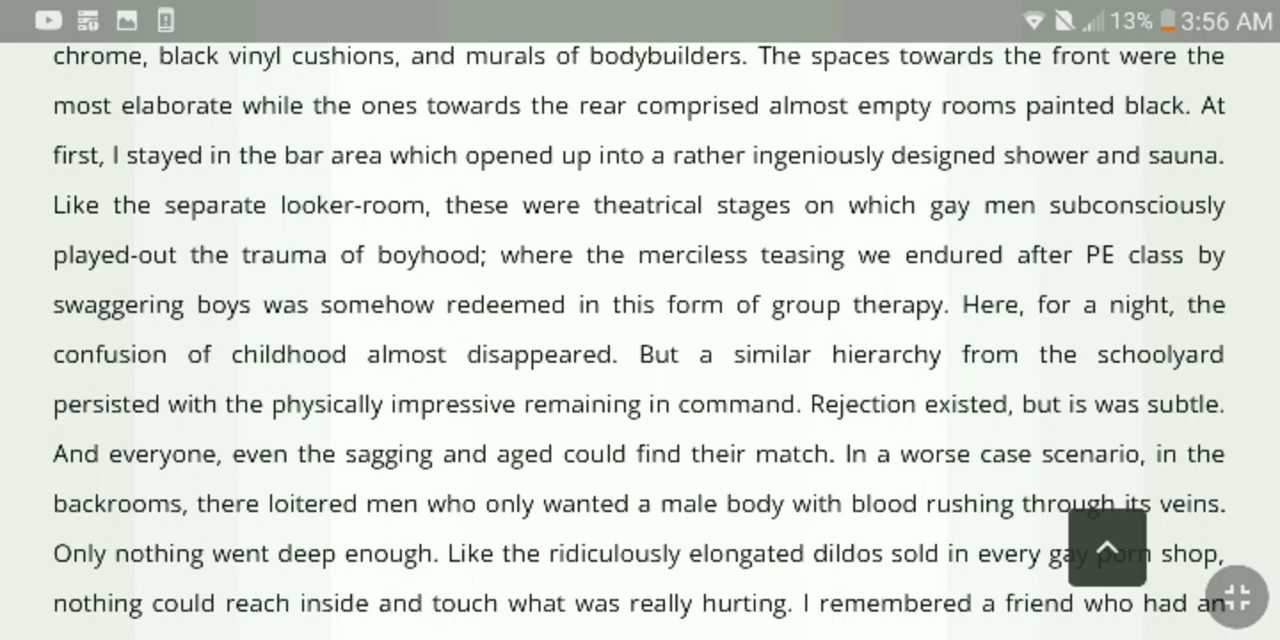 13% 3:56 AM
chrome, black vinyl cushions, and murals of bodybuilders. The spaces towards the front were the
most elaborate while the ones towards the rear comprised almost empty rooms painted black. At
first, I stayed in the bar area which opened up into a rather ingeniously designed shower and sauna.
Like the separate looker-room, these were theatrical stages on which gay men subconsciously
played-out the trauma of boyhood; where the merciless teasing we endured after PE class by
swaggering boys was somehow redeemed in this form of group therapy. Here, for a night, the
confusion of childhood almost disappeared. But a similar hierarchy from the schoolyard
persisted with the physically impressive remaining in command. Rejection existed, but is was subtle.
And everyone, even the sagging and aged could find their match. In a worse case scenario, in the
backrooms, there loitered men who only wanted a male body with blood rushing through its veins.
Only nothing went deep enough. Like the ridiculously elongated dildos sold in every gay porn shop,
nothing could reach inside and touch what was really hurting. I remembered a friend who had an